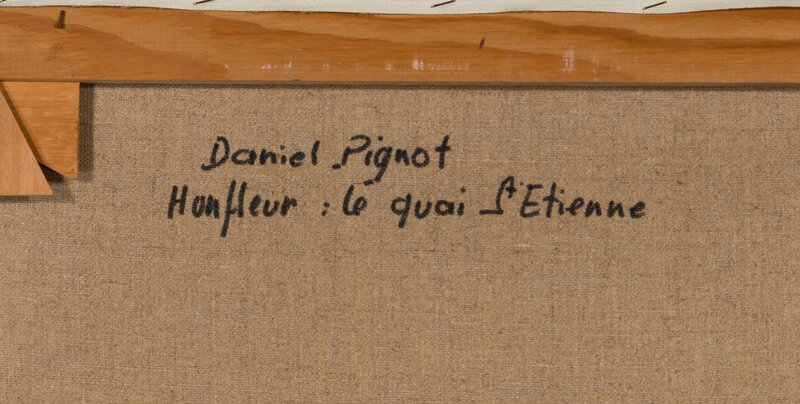 Daniel Pignot
Honfleur : le quai St Etienne